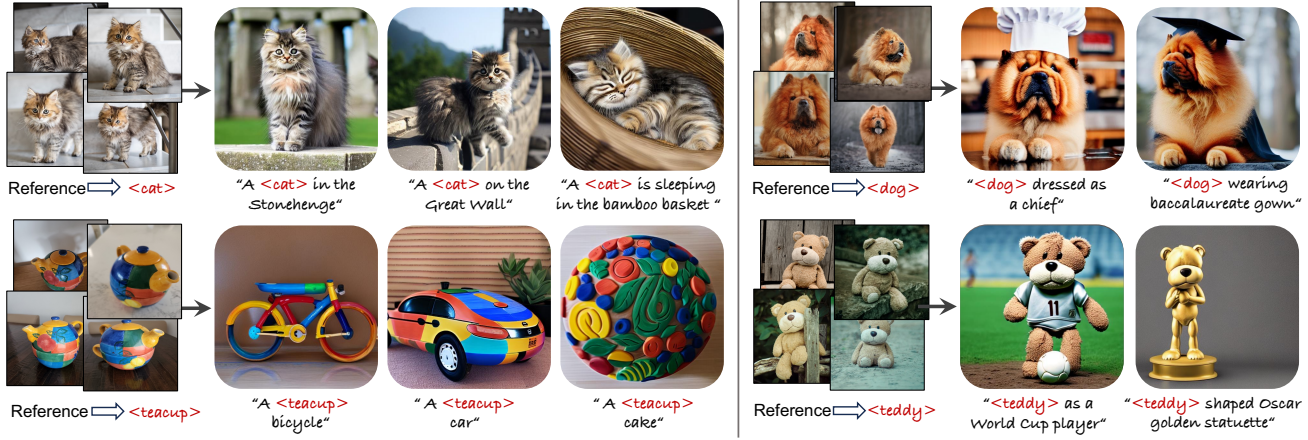 Reference <cat>
“A <cat> in the
Stonehenge“
“A <cat> on the
Great Wall“
“A <cat> is sleeping
in the bamboo basket “
Reference <dog>
“<dog> dressed as
a chief“
“<dog> wearing
baccalaureate gown“
Reference <teacup>
“A <teacup>
bicycle“
“ A <teacup>
car“
“ A <teacup>
cake“
Reference <teddy>
“<teddy> as a
World Cup player“
11
“<teddy> shaped Oscar
golden statuette“